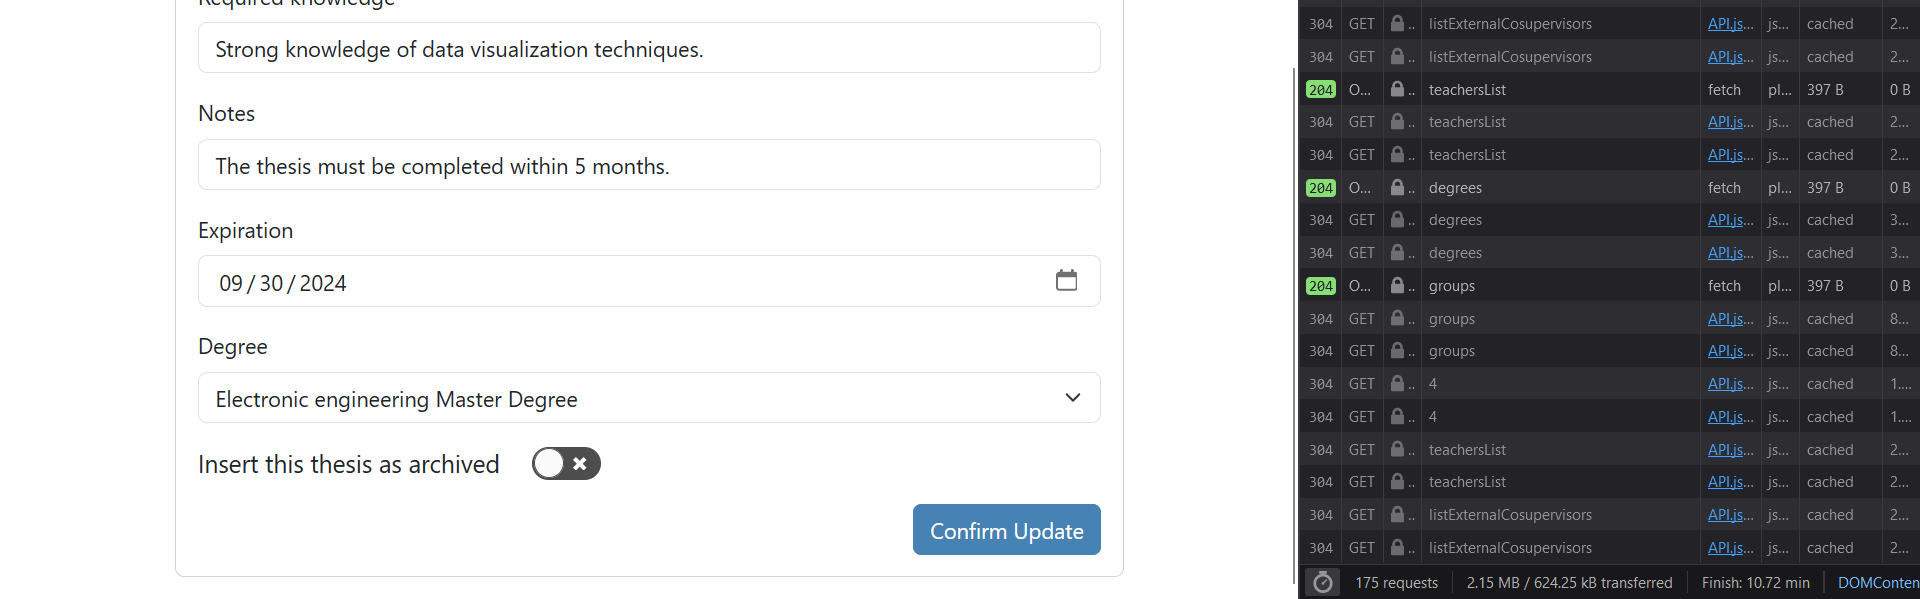 Required knowledge
Strong knowledge of data visualization techniques.
Notes
The thesis must be completed within 5 months.
Expiration
09/30/2024
Degree
Electronic engineering Master Degree
Insert this thesis as archived
Confirm Update
304 GET .. listExternalCosupervisors API.js... js... cached 2...
304 GET .. listExternalCosupervisors API.js... js... cached 2...
204 O... .. teachersList fetch pl... 397 B 0 B
304 GET .. teachersList API.js... js... cached 2...
304 GET .. teachersList API.js... js... cached 2...
204 O... .. degrees fetch pl... 397 B 0 B
304 GET .. degrees API.js... js... cached 3...
304 GET .. degrees API.js... js... cached 3...
204 O... .. groups fetch pl... 397 B 0 B
304 GET .. groups API.js... js... cached 8...
304 GET .. groups API.js... js... cached 8...
304 GET .. 4 API.js... js... cached 1....
304 GET .. 4 API.js... js... cached 1....
304 GET .. teachersList API.js... js... cached 2...
304 GET .. teachersList API.js... js... cached 2...
304 GET .. listExternalCosupervisors API.js... js... cached 2...
304 GET .. listExternalCosupervisors API.js... js... cached 2...
175 requests 2.15 MB / 624.25 kB transferred Finish: 10.72 min DOMConten